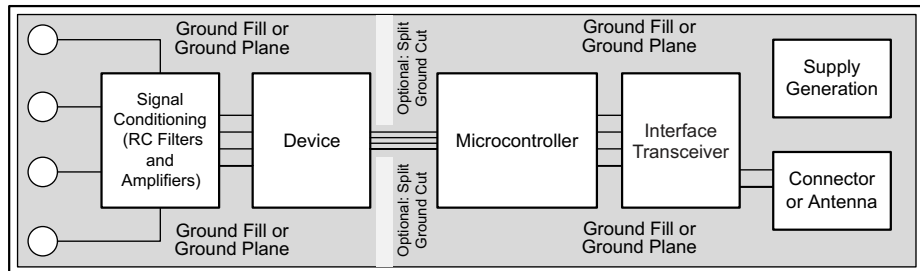 Ground Fill or
Ground Plane
Optional: Split
Ground Cut
Ground Fill or
Ground Plane
Supply
Generation
Signal
Conditioning
(RC Filters
and
Amplifiers)
Device
Microcontroller
Interface
Transceiver
Connector
or Antenna
Ground Fill or
Ground Plane
Optional: Split
Ground Cut
Ground Fill or
Ground Plane